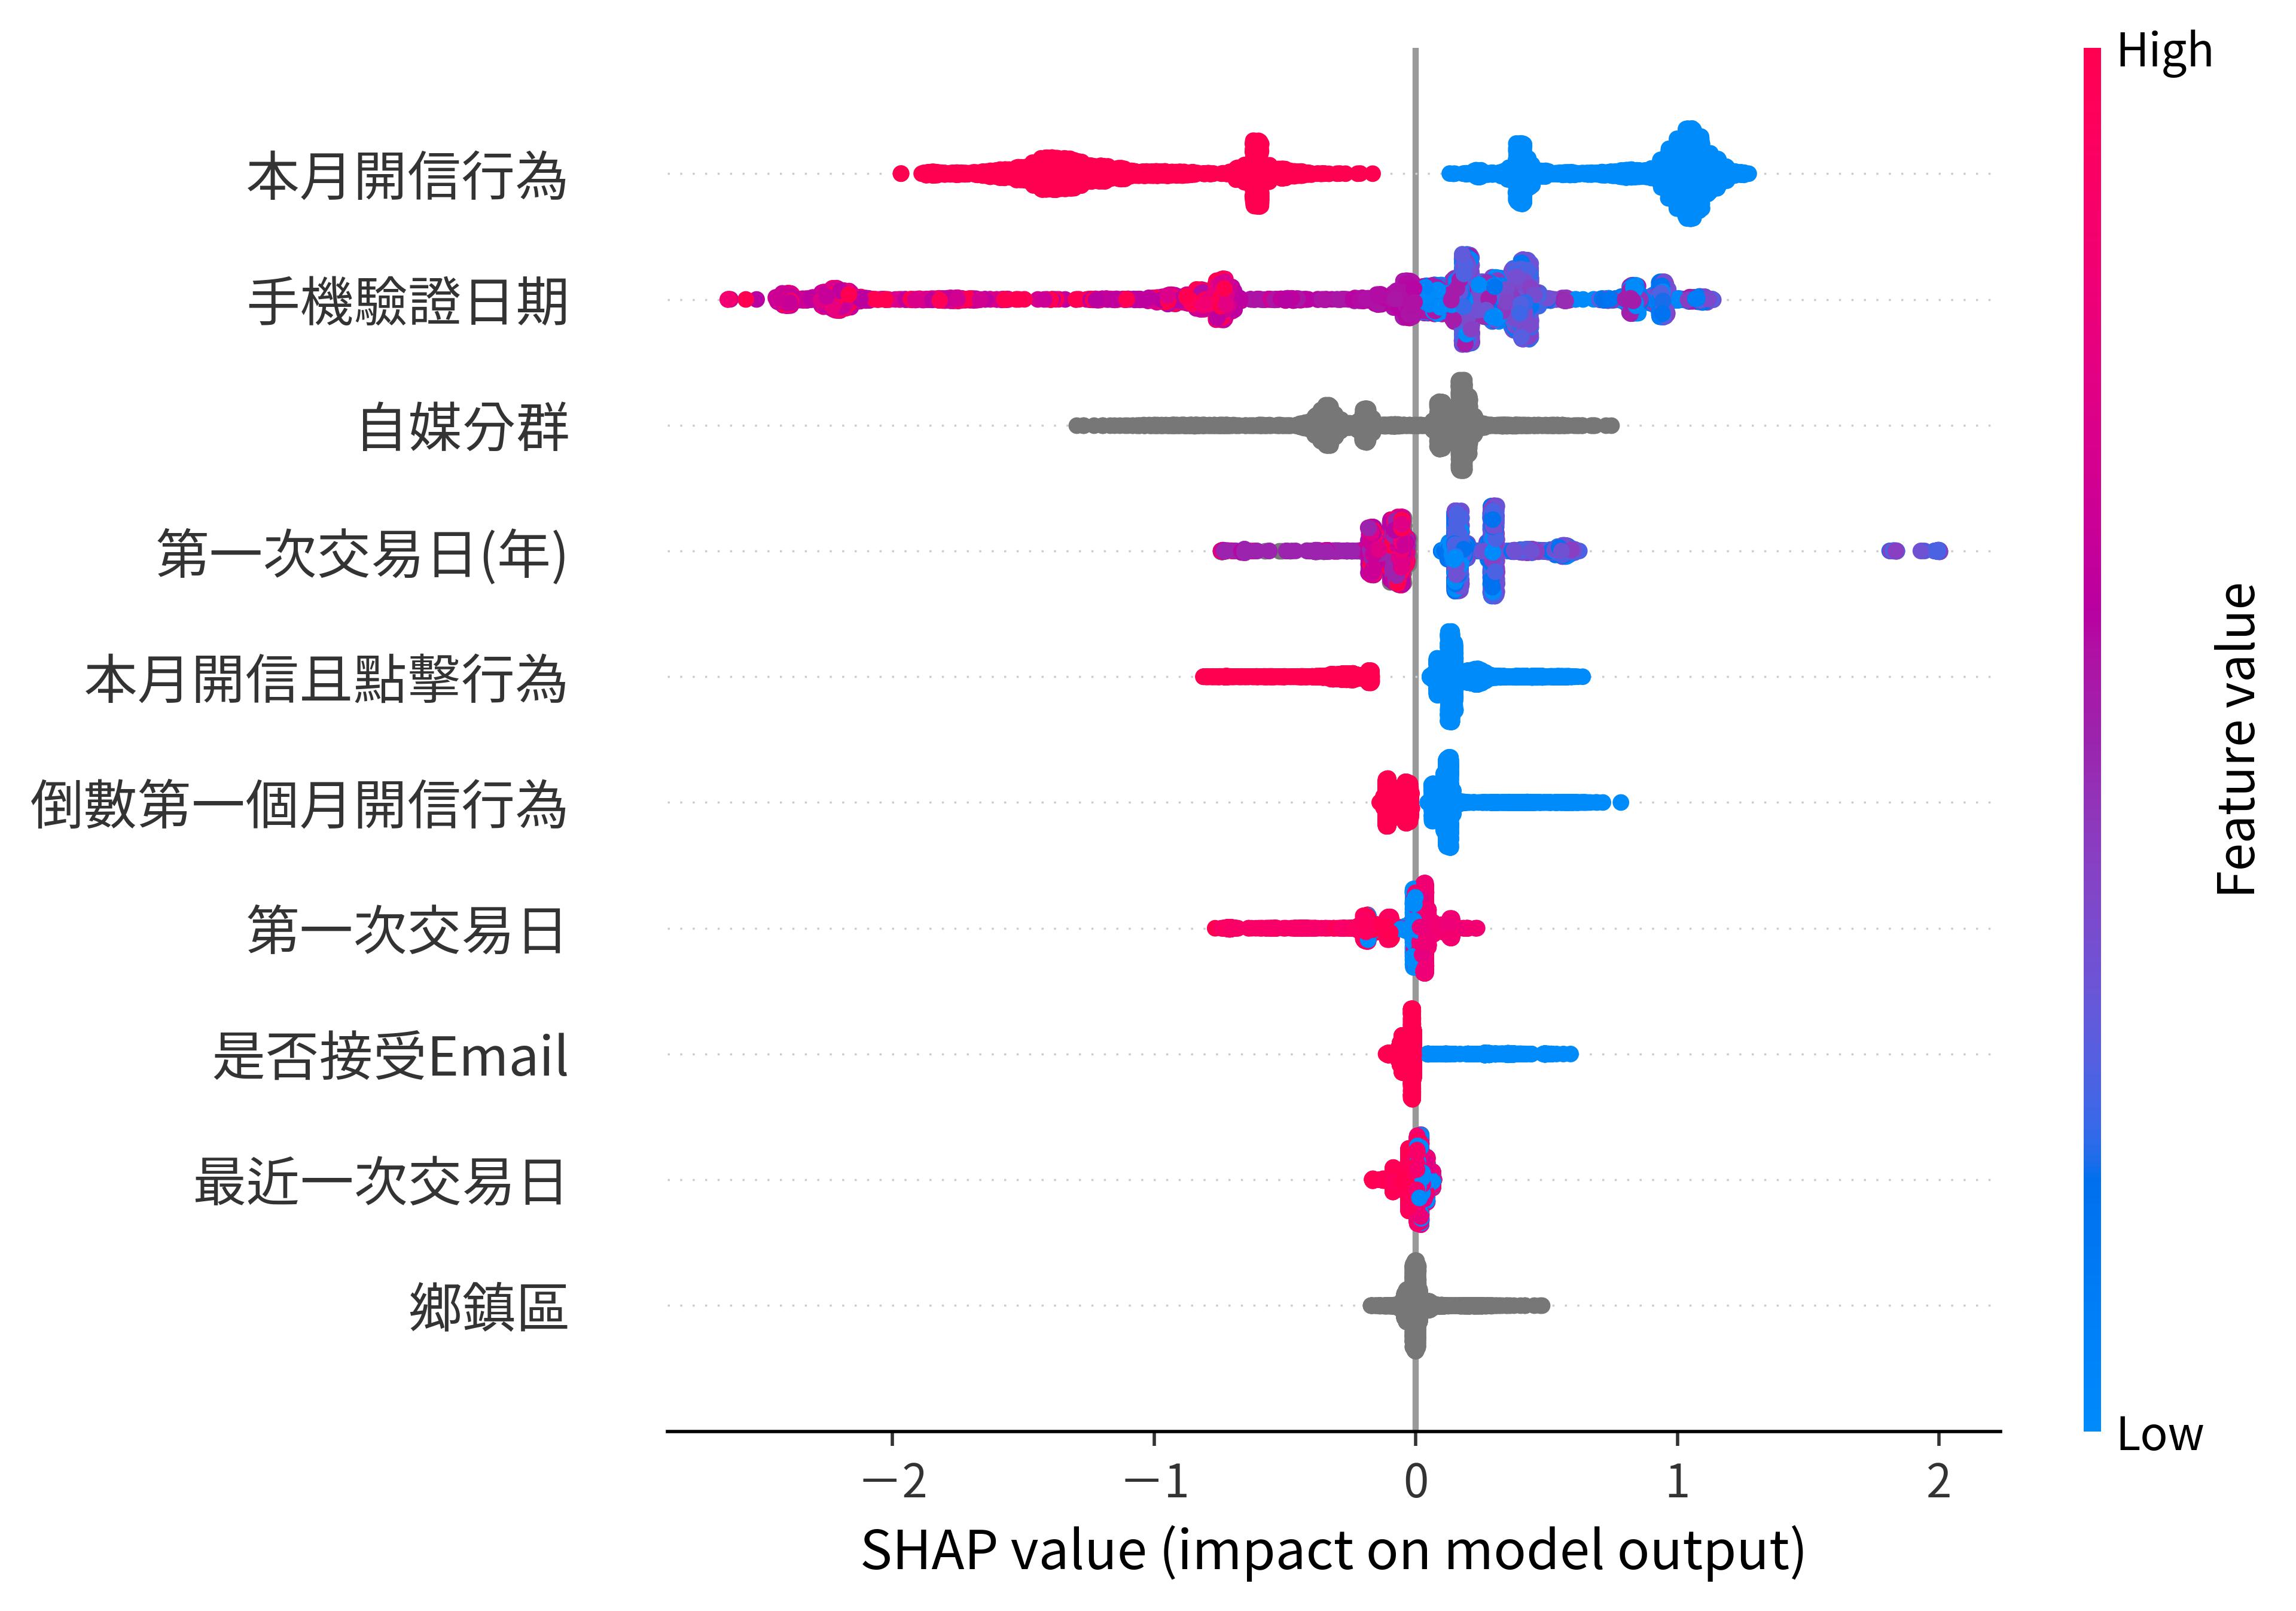 High
本月開信行為
手機驗證日期
自媒分群
第一次交易日(年)
本月開信且點擊行為
倒數第一個月開信行為
第一次交易日
是否接受Email
最近一次交易日
鄉鎮區
Feature value
Low
−2 −1 0 1 2
SHAP value (impact on model output)